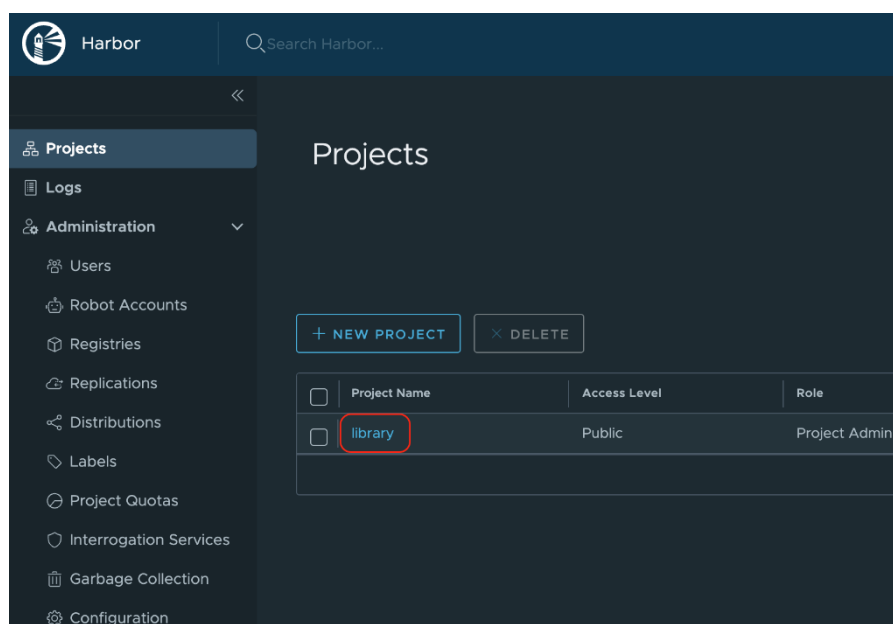 Harbor
Search Harbor...
Projects
Logs
Administration
Users
Robot Accounts
Registries
Replications
Distributions
Labels
Project Quotas
Interrogation Services
Garbage Collection
Configuration
Projects
+ NEW PROJECT
× DELETE
Project Name Access Level Role
library Public Project Admin